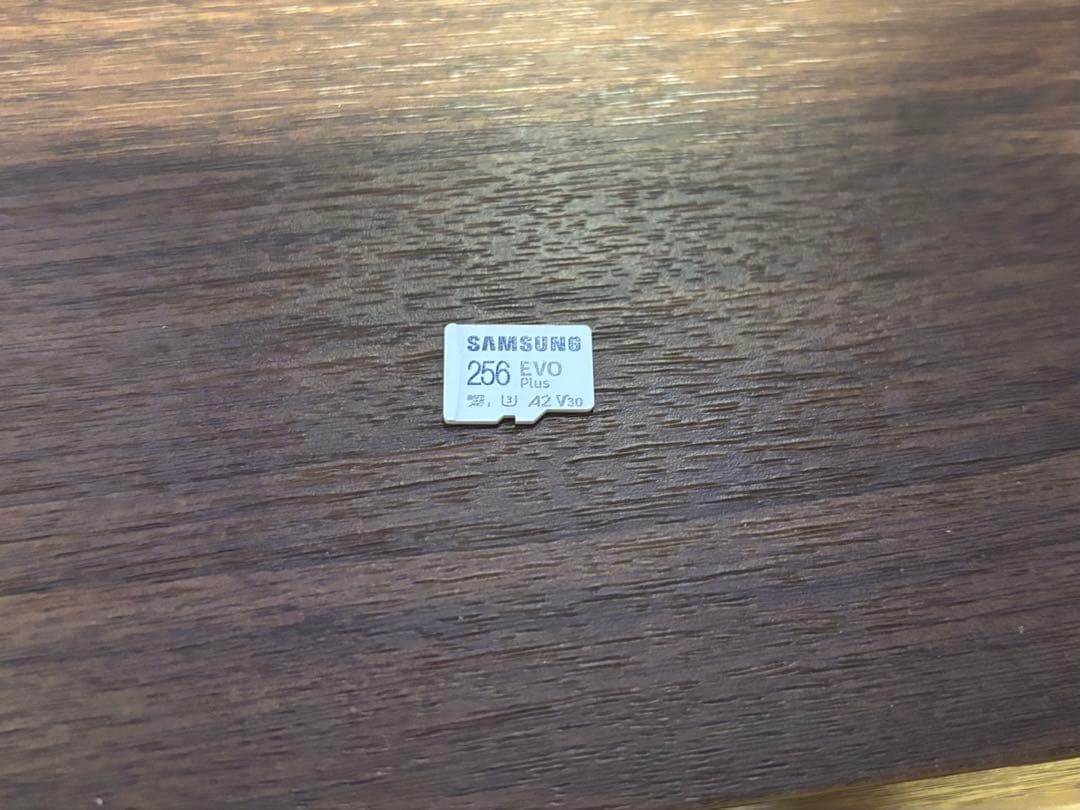 SAMSUNG
256 EVO
Plus
I U3 A2 V30